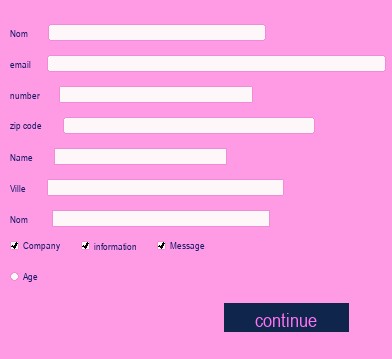 Nom
email
number
zip code
Name
Ville
Nom
Company information Message
Age
continue